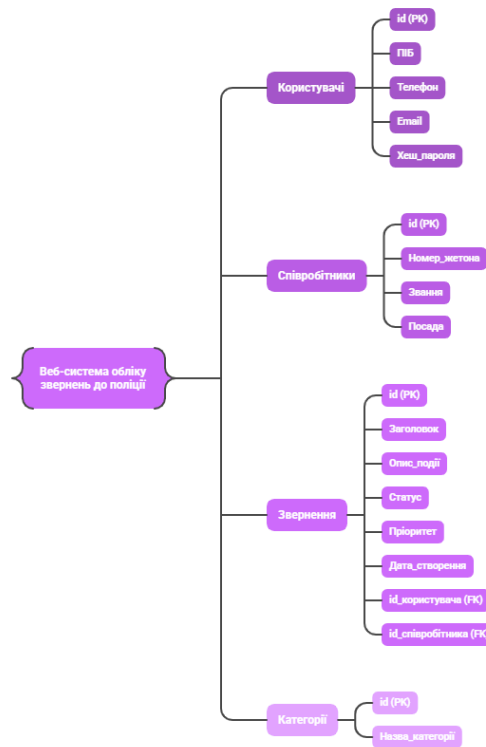 Веб-система обліку
звернень до поліції
Користувачі
id (PK)
ПІБ
Телефон
Email
Хеш_пароля
Співробітники
id (PK)
Номер_жетона
Звання
Посада
Звернення
id (PK)
Заголовок
Опис_події
Статус
Пріоритет
Дата_створення
id_користувача (FK)
id_співробітника (FK
Категорії
id (PK)
Назва_категорії